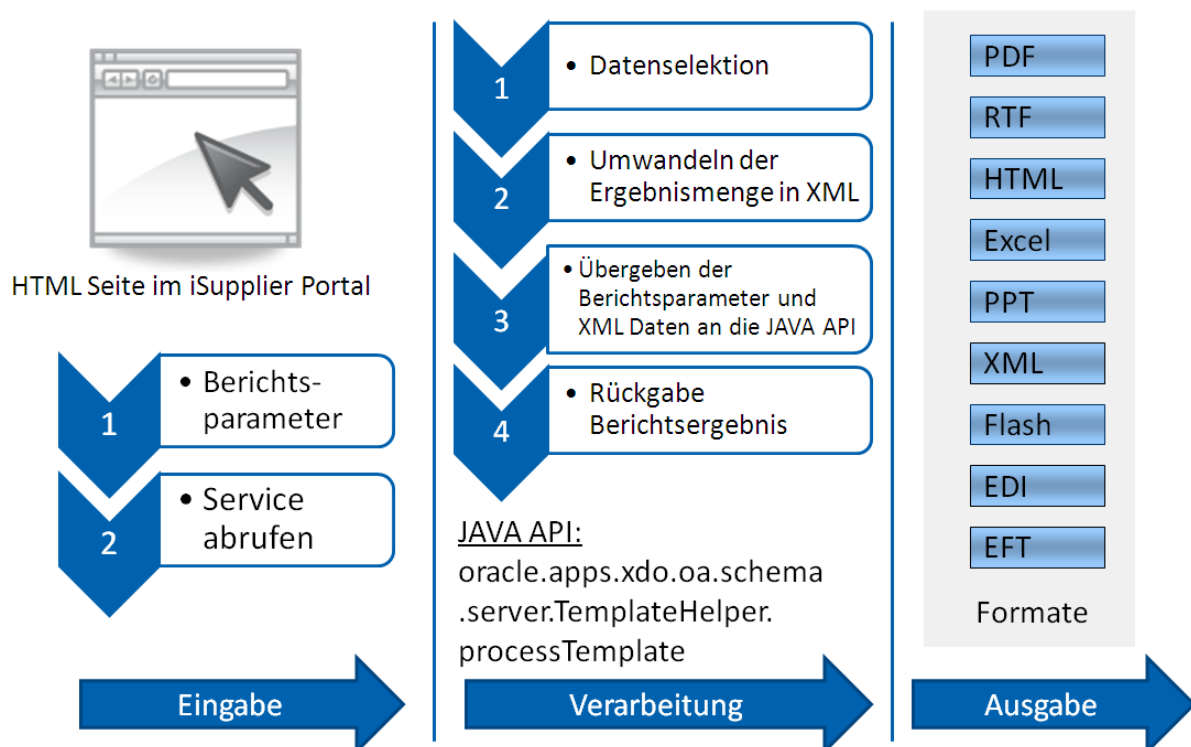 HTML Seite im iSupplier Portal
1
• Berichts-
parameter
2
• Service
abrufen
Eingabe
1
• Datenselektion
2
• Umwandeln der
Ergebnismenge in XML
3
• Übergeben der
Berichtsparameter und
XML Daten an die JAVA API
4
• Rückgabe
Berichtsergebnis
JAVA API:
oracle.apps.xdo.oa.schema
.server.TemplateHelper.
processTemplate
Verarbeitung
PDF
RTF
HTML
Excel
PPT
XML
Flash
EDI
EFT
Formate
Ausgabe